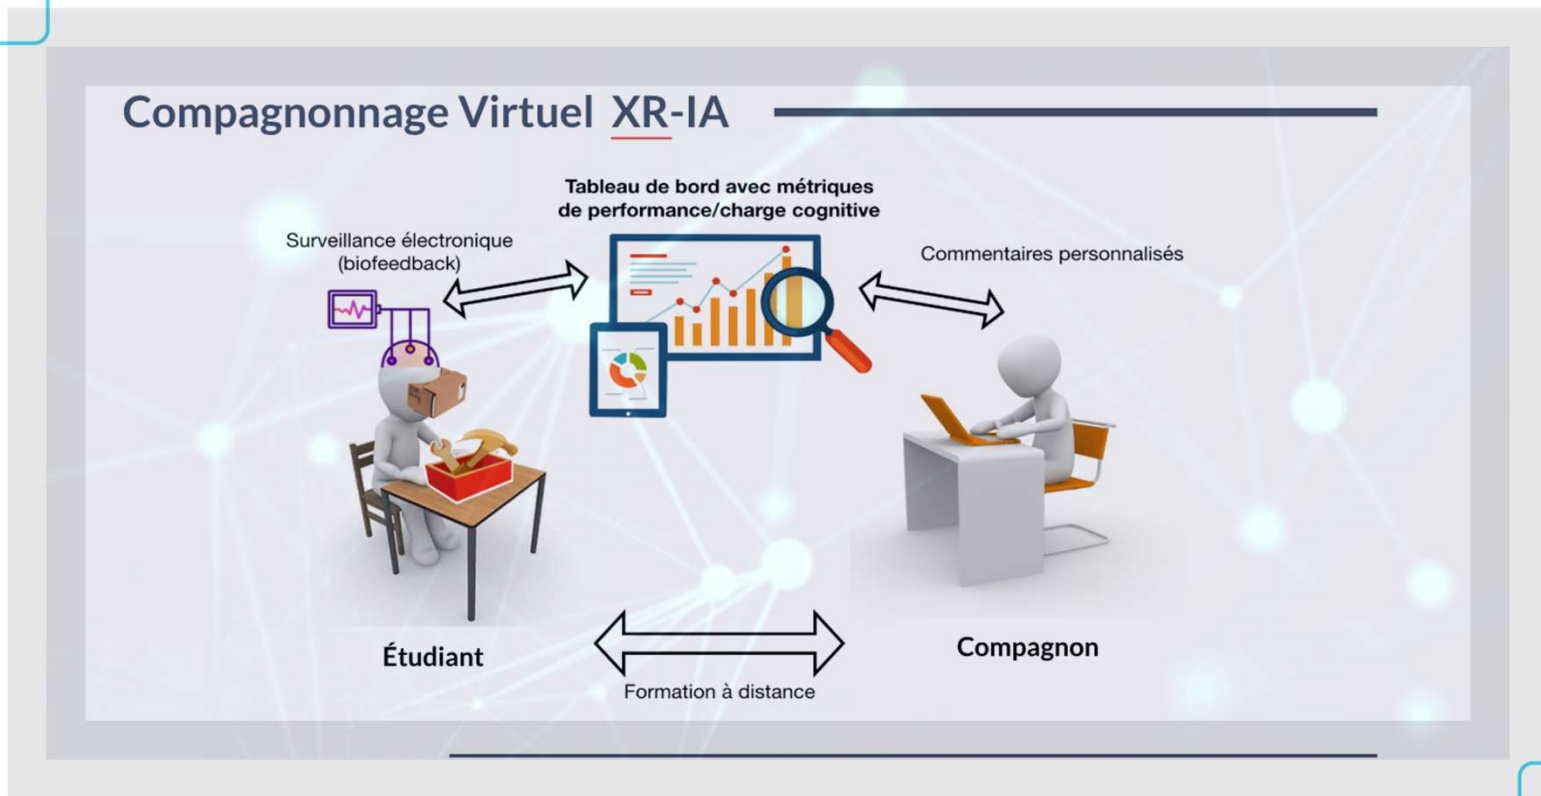 Compagnonnage Virtuel XR-IA
Tableau de bord avec métriques
de performance/charge cognitive
Surveillance électronique
(biofeedback)
Commentaires personnalisés
Étudiant
Compagnon
Formation à distance